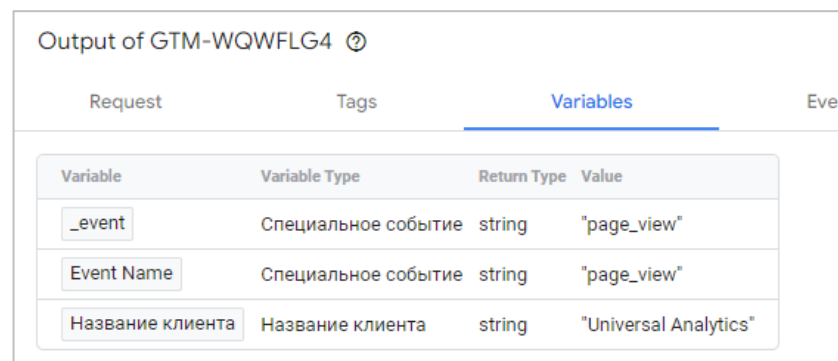 Output of GTM-WQWFLG4
Request Tags Variables Eve
Variable Variable Type Return Type Value
_event Специальное событие string "page_view"
Event Name Специальное событие string "page_view"
Название клиента Название клиента string "Universal Analytics"